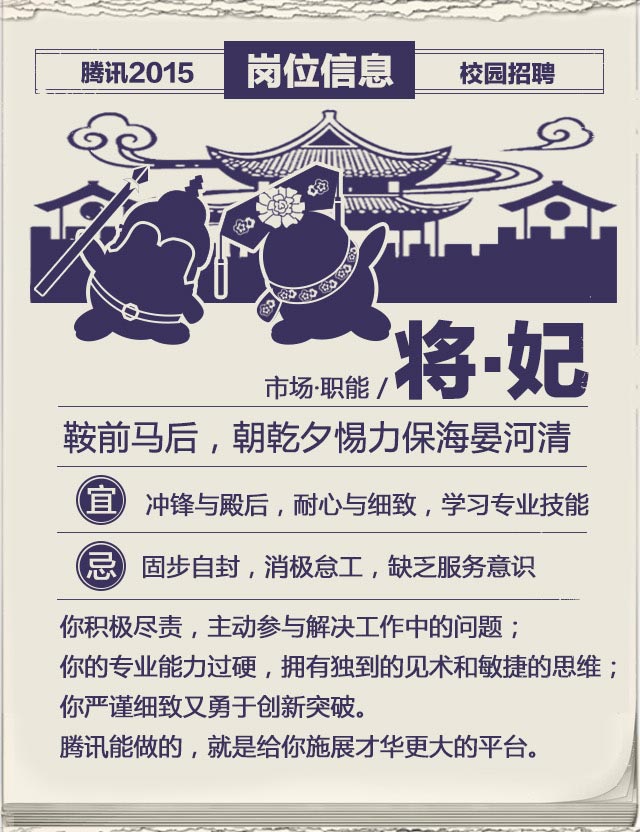 腾讯2015 岗位信息 校园招聘
市场·职能 / 将·妃
鞍前马后，朝乾夕惕力保海晏河清
宜 冲锋与殿后，耐心与细致，学习专业技能
忌 固步自封，消极怠工，缺乏服务意识
你积极尽责，主动参与解决工作中的问题；
你的专业能力过硬，拥有独到的见术和敏捷的思维；
你严谨细致又勇于创新突破。
腾讯能做的，就是给你施展才华更大的平台。